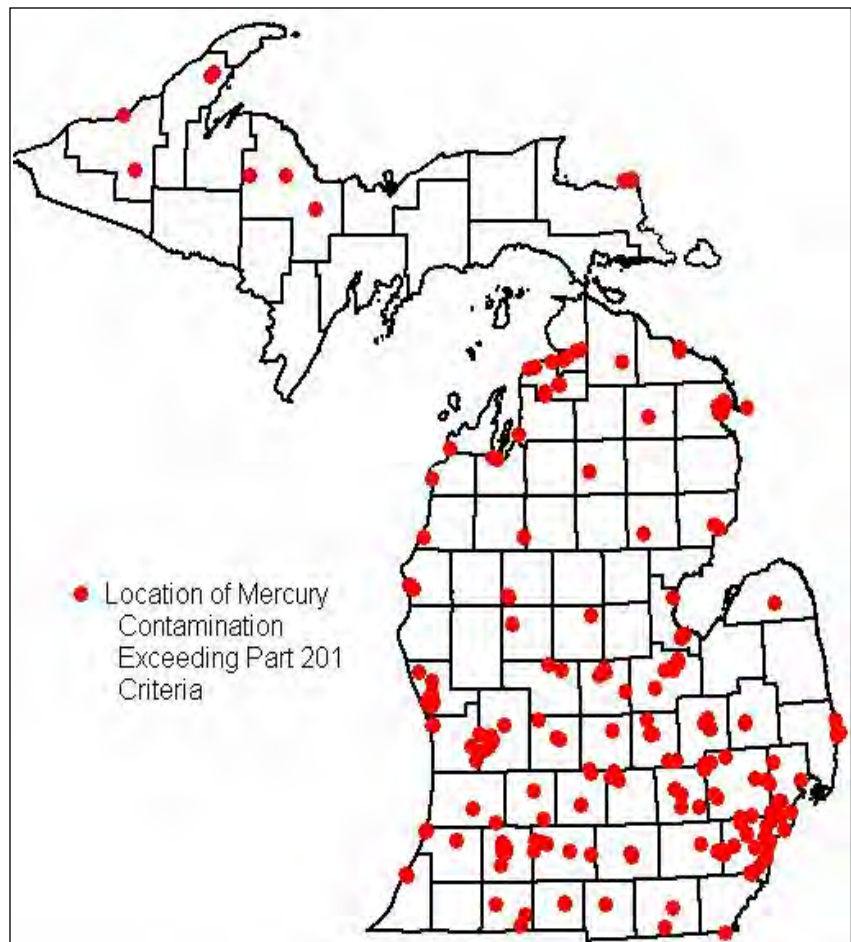 Location of Mercury
Contamination
Exceeding Part 201
Criteria